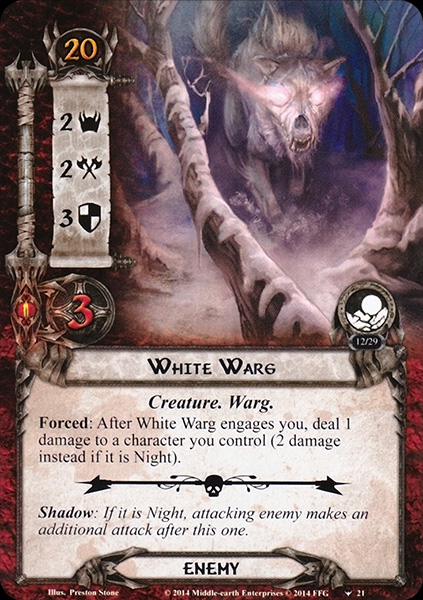 20
2
2
3
3
12/29
White Warg
Creature. Warg.
Forced: After White Warg engages you, deal 1
damage to a character you control (2 damage
instead if it is Night).
Shadow: If it is Night, attacking enemy makes an
additional attack after this one.
ENEMY
Illus. Preston Stone © 2014 Middle-earth Enterprises © 2014 FFG 21